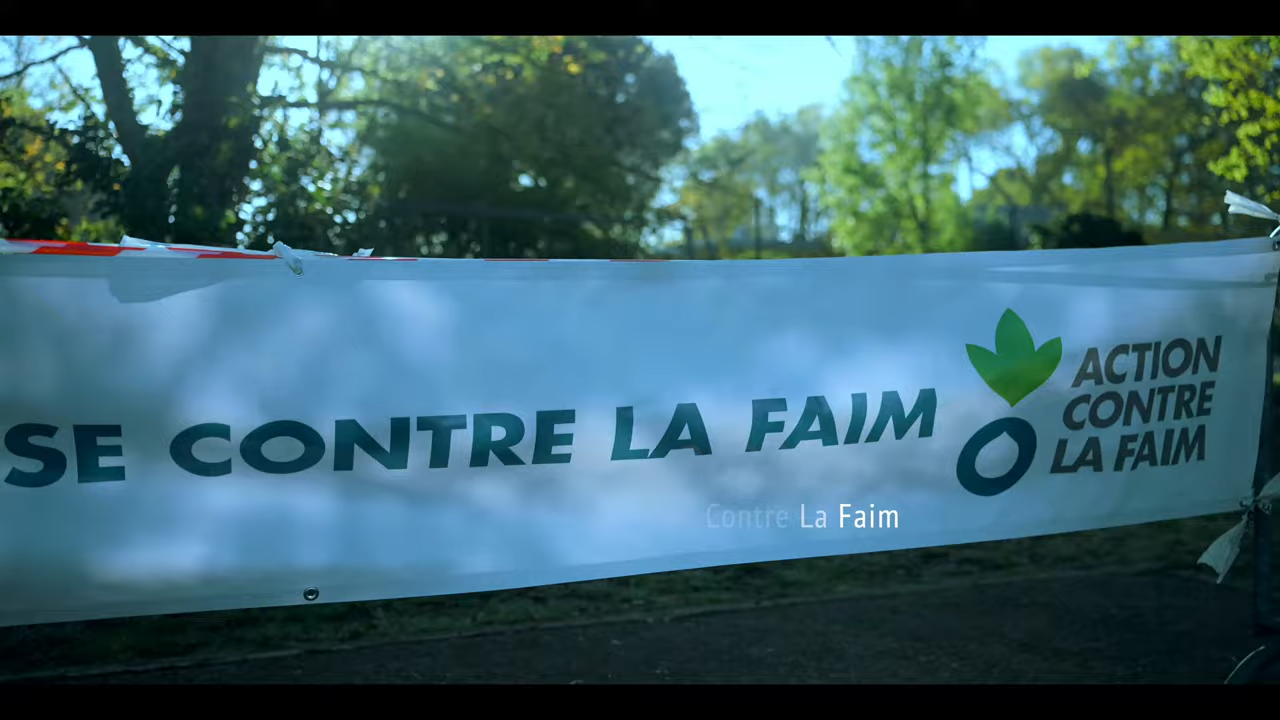 SE CONTRE LA FAIM
ACTION
CONTRE
LA FAIM
Contre La Faim